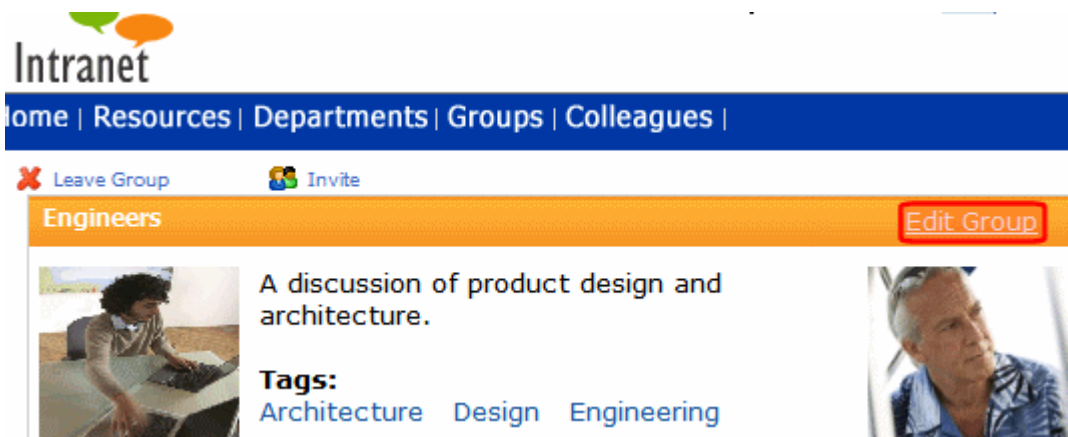 Intranet
ome | Resources | Departments | Groups | Colleagues |
Leave Group Invite
Engineers Edit Group
A discussion of product design and
architecture.
Tags:
Architecture Design Engineering